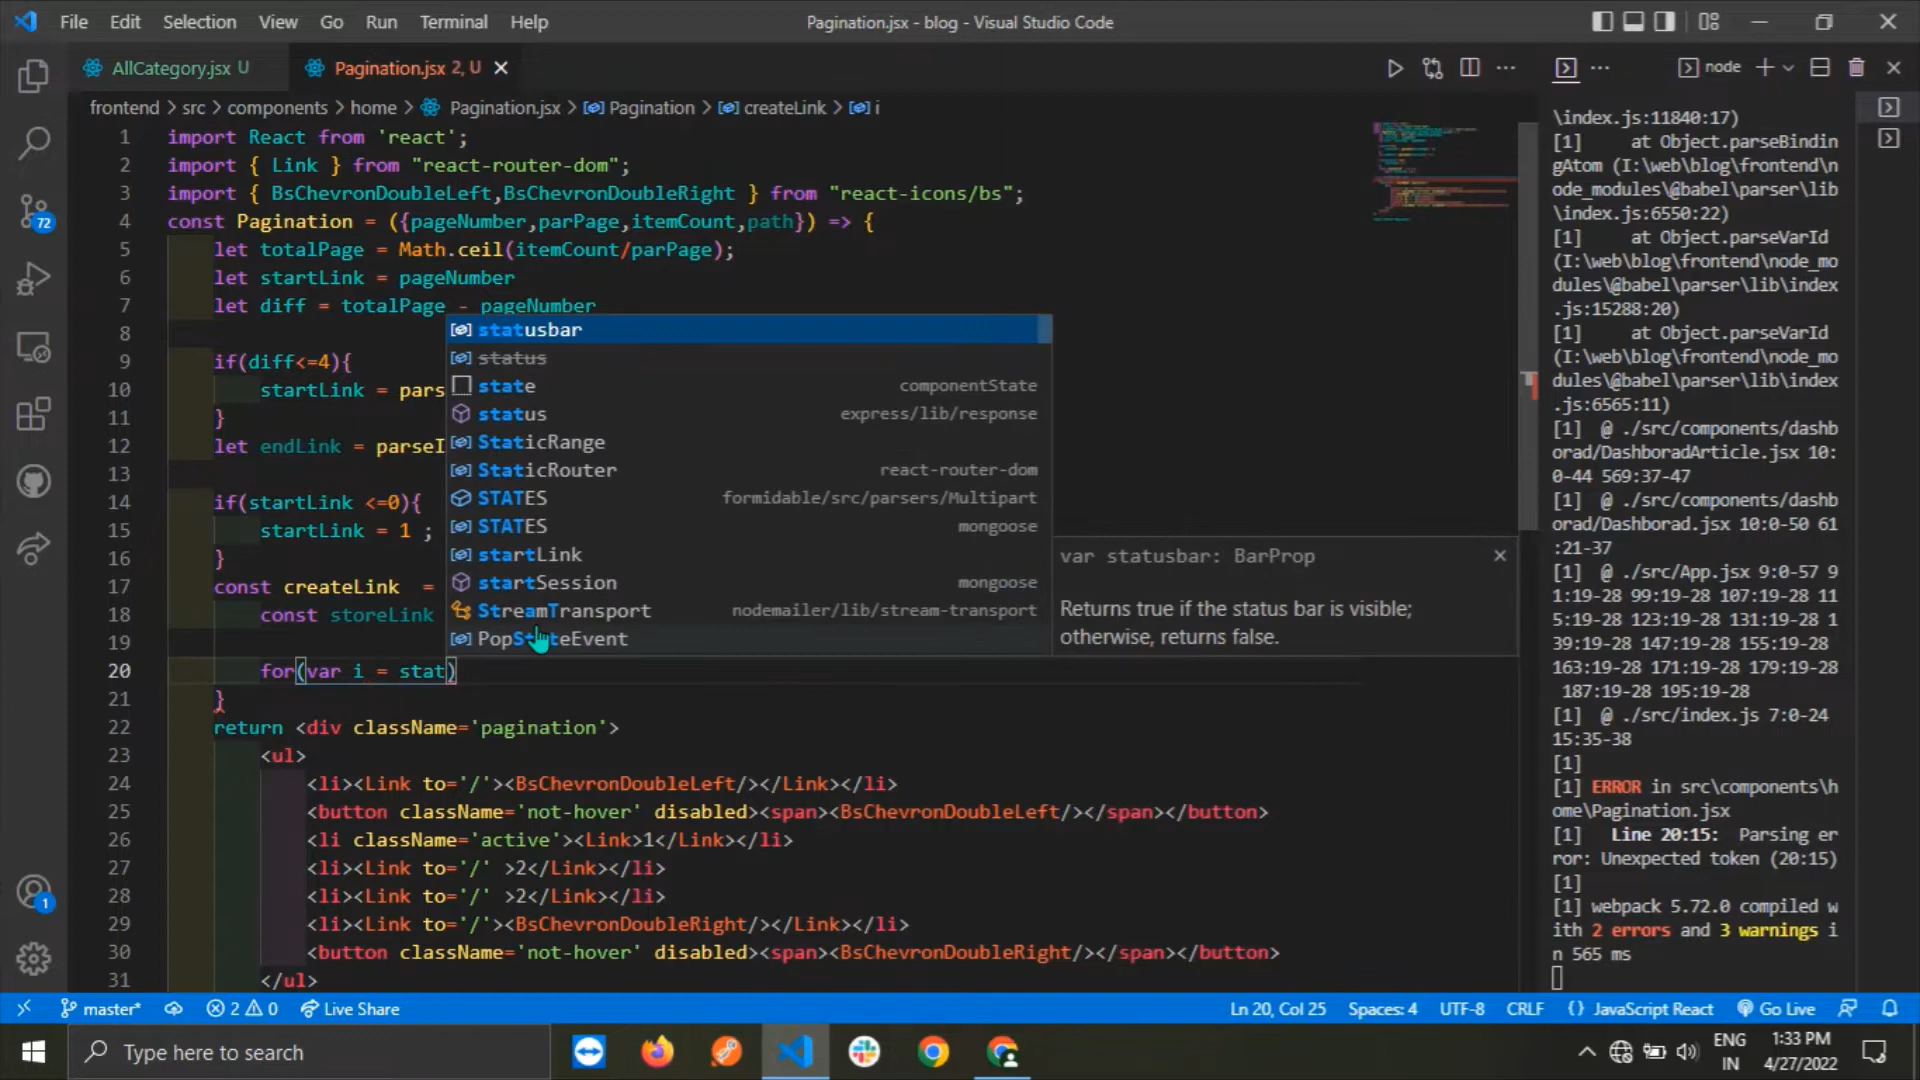 File Edit Selection View Go Run Terminal Help
Pagination.jsx - blog - Visual Studio Code
AllCategory.jsx U
Pagination.jsx 2, U
node
frontend > src > components > home > Pagination.jsx > Pagination > createLink > i
1 import React from 'react';
2 import { Link } from "react-router-dom";
3 import { BsChevronDoubleLeft,BsChevronDoubleRight } from "react-icons/bs";
4 const Pagination = ({pageNumber,parPage,itemCount,path}) => {
5 let totalPage = Math.ceil(itemCount/parPage);
6 let startLink = pageNumber
7 let diff = totalPage - pageNumber
8
9 if(diff<=4){
10 startLink = pars
11 }
12 let endLink = parseI
13
14 if(startLink <=0){
15 startLink = 1 ;
16 }
17 const createLink =
18 const storeLink
19
20 for(var i = stat)
21 }
22 return <div className='pagination'>
23 <ul>
24 <li><Link to='/'><BsChevronDoubleLeft/></Link></li>
25 <button className='not-hover' disabled><span><BsChevronDoubleLeft/></span></button>
26 <li className='active'><Link>1</Link></li>
27 <li><Link to='/' >2</Link></li>
28 <li><Link to='/' >2</Link></li>
29 <li><Link to='/'><BsChevronDoubleRight/></Link></li>
30 <button className='not-hover' disabled><span><BsChevronDoubleRight/></span></button>
31 </ul>
statusbar
status
state componentState
status express/lib/response
StaticRange
StaticRouter react-router-dom
STATES formidable/src/parsers/Multipart
STATES mongoose
startLink
startSession mongoose
StreamTransport nodemailer/lib/stream-transport
PopStateEvent
var statusbar: BarProp
Returns true if the status bar is visible;
otherwise, returns false.
\index.js:11840:17)
[1] at Object.parseBindin
gAtom (I:\web\blog\frontend\n
ode_modules\@babel\parser\lib
\index.js:6550:22)
[1] at Object.parseVarId
(I:\web\blog\frontend\node_mo
dules\@babel\parser\lib\index
.js:15288:20)
[1] at Object.parseVarId
(I:\web\blog\frontend\node_mo
dules\@babel\parser\lib\index
.js:6565:11)
[1] @ ./src/components/dashb
orad/DashboradArticle.jsx 10:
0-44 569:37-47
[1] @ ./src/components/dashb
orad/Dashborad.jsx 10:0-50 61
:21-37
[1] @ ./src/App.jsx 9:0-57 9
1:19-28 99:19-28 107:19-28 11
5:19-28 123:19-28 131:19-28 1
39:19-28 147:19-28 155:19-28
163:19-28 171:19-28 179:19-28
187:19-28 195:19-28
[1] @ ./src/index.js 7:0-24
15:35-38
[1]
[1] ERROR in src\components\h
ome\Pagination.jsx
[1] Line 20:15: Parsing er
ror: Unexpected token (20:15)
[1]
[1] webpack 5.72.0 compiled w
ith 2 errors and 3 warnings i
n 565 ms
72
1
master* 2 0 Live Share
Ln 20, Col 25 Spaces: 4 UTF-8 CRLF {} JavaScript React Go Live
Type here to search
ENG
IN
1:33 PM
4/27/2022